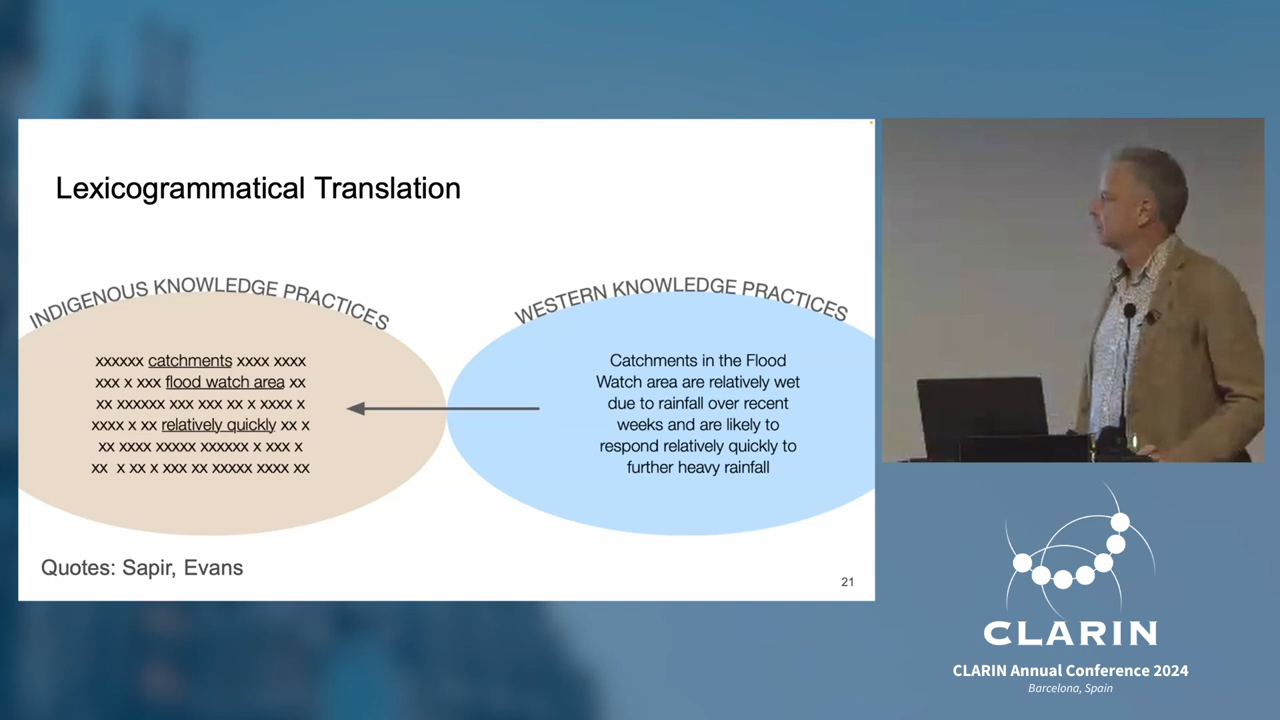 Lexicogrammatical Translation
INDIGENOUS KNOWLEDGE PRACTICES
xxxxxx catchments xxxx xxxx
xxx x xxx flood watch area xx
xx xxxxxx xxx xxx xx x xxxx x
xxxx x xx relatively quickly xx x
xx xxxx xxxxx xxxxxx x xxx x
xx x xx x xxx xx xxxxx xxxx xx
WESTERN KNOWLEDGE PRACTICES
Catchments in the Flood
Watch area are relatively wet
due to rainfall over recent
weeks and are likely to
respond relatively quickly to
further heavy rainfall
Quotes: Sapir, Evans
21
CLARIN
CLARIN Annual Conference 2024
Barcelona, Spain